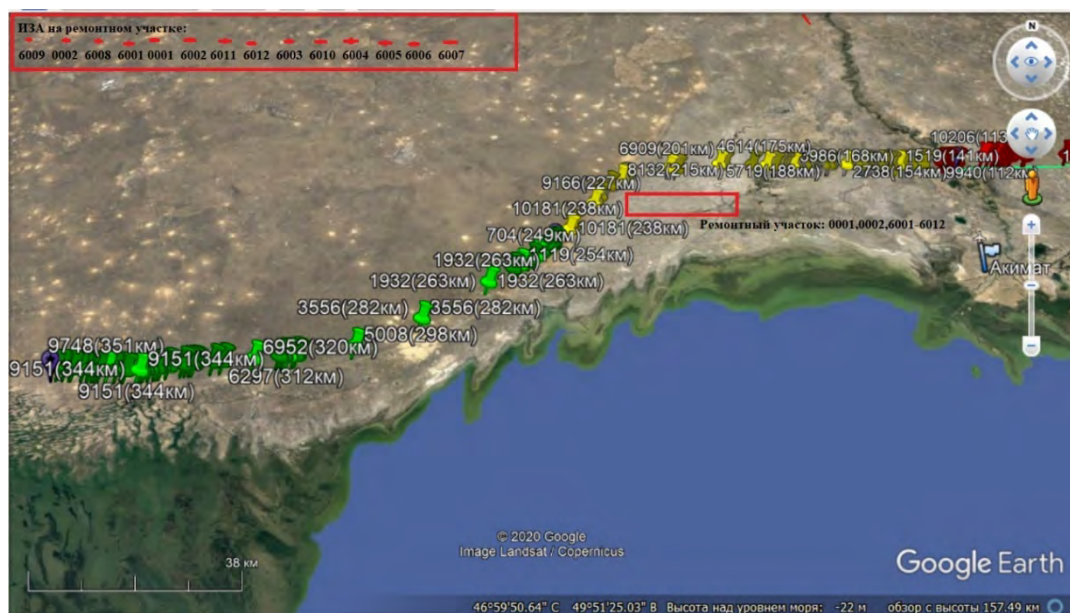 ИЗА на ремонтном участке:
6009 0002 6008 6001 0001 6002 6011 6012 6003 6010 6004 6005 6006 6007
N
10206(113
6909(201км)
4614(175км)
3986(168км)
1519(141км)
8132(215км)
5719(188км)
2738(154км)
9940(112км)
9166(227км)
10181(238км)
10181(238км)
Ремонтный участок: 0001,0002,6001-6012
704(249км)
1119(254км)
1932(263км)
1932(263км)
1932(263км)
Акимат
3556(282км)
3556(282км)
5008(298км)
9748(351км)
9151(344км)
6952(320км)
9151(344км)
6297(312км)
9151(344км)
© 2020 Google
Image Landsat / Copernicus
38 км
Google Earth
46°59'50.64" С 49°51'25.03" В Высота над уровнем моря: -22 м обзор с высоты 157.49 км